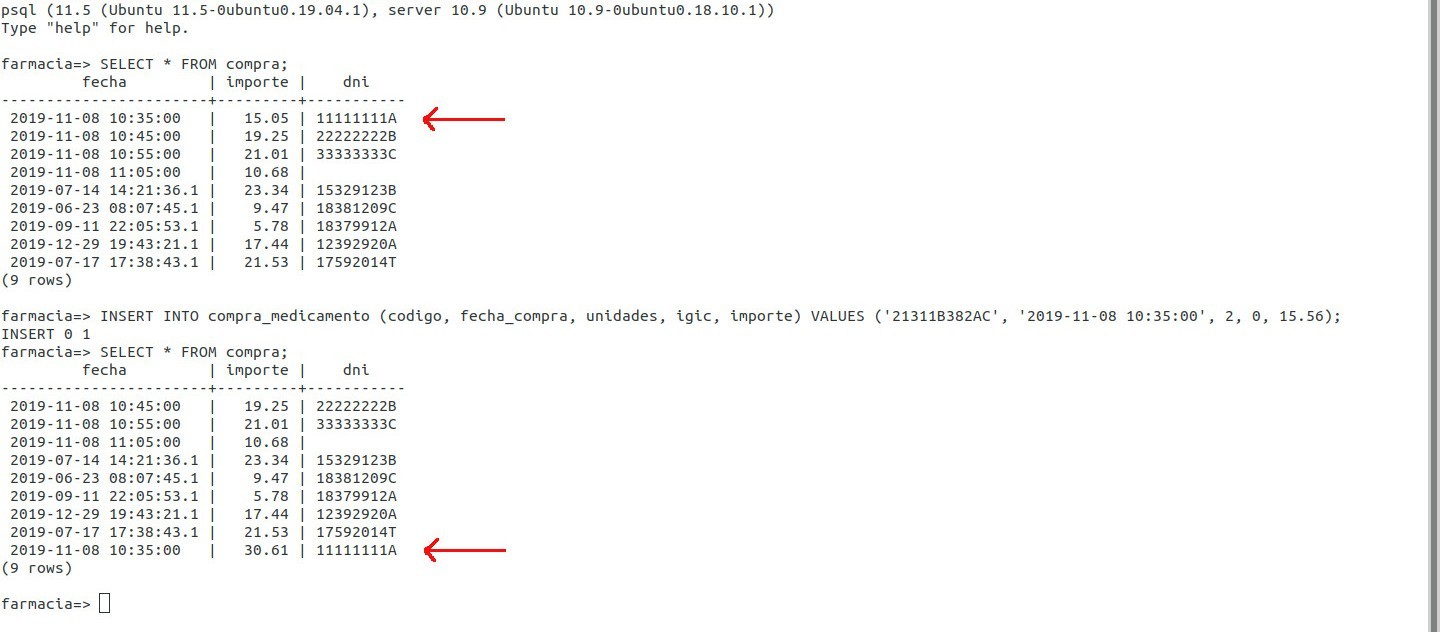 psql (11.5 (Ubuntu 11.5-0ubuntu0.19.04.1), server 10.9 (Ubuntu 10.9-0ubuntu0.18.10.1))
Type "help" for help.

farmacia=> SELECT * FROM compra;
         fecha         | importe |    dni
-----------------------+---------+-----------
 2019-11-08 10:35:00   |   15.05 | 11111111A
 2019-11-08 10:45:00   |   19.25 | 22222222B
 2019-11-08 10:55:00   |   21.01 | 33333333C
 2019-11-08 11:05:00   |   10.68 |
 2019-07-14 14:21:36.1 |   23.34 | 15329123B
 2019-06-23 08:07:45.1 |    9.47 | 18381209C
 2019-09-11 22:05:53.1 |    5.78 | 18379912A
 2019-12-29 19:43:21.1 |   17.44 | 12392920A
 2019-07-17 17:38:43.1 |   21.53 | 17592014T
(9 rows)

farmacia=> INSERT INTO compra_medicamento (codigo, fecha_compra, unidades, igic, importe) VALUES ('21311B382AC', '2019-11-08 10:35:00', 2, 0, 15.56);
INSERT 0 1
farmacia=> SELECT * FROM compra;
         fecha         | importe |    dni
-----------------------+---------+-----------
 2019-11-08 10:45:00   |   19.25 | 22222222B
 2019-11-08 10:55:00   |   21.01 | 33333333C
 2019-11-08 11:05:00   |   10.68 |
 2019-07-14 14:21:36.1 |   23.34 | 15329123B
 2019-06-23 08:07:45.1 |    9.47 | 18381209C
 2019-09-11 22:05:53.1 |    5.78 | 18379912A
 2019-12-29 19:43:21.1 |   17.44 | 12392920A
 2019-07-17 17:38:43.1 |   21.53 | 17592014T
 2019-11-08 10:35:00   |   30.61 | 11111111A
(9 rows)

farmacia=>